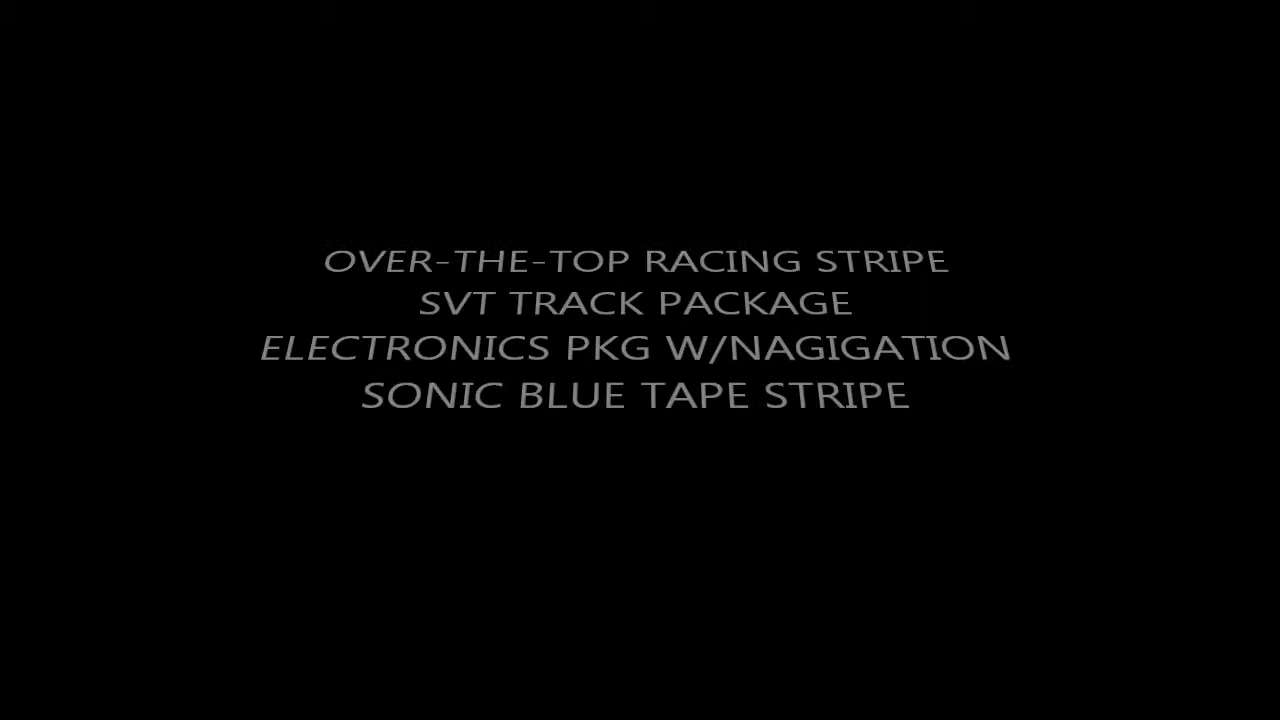 OVER-THE-TOP RACING STRIPE
SVT TRACK PACKAGE
ELECTRONICS PKG W/NAGIGATION
SONIC BLUE TAPE STRIPE